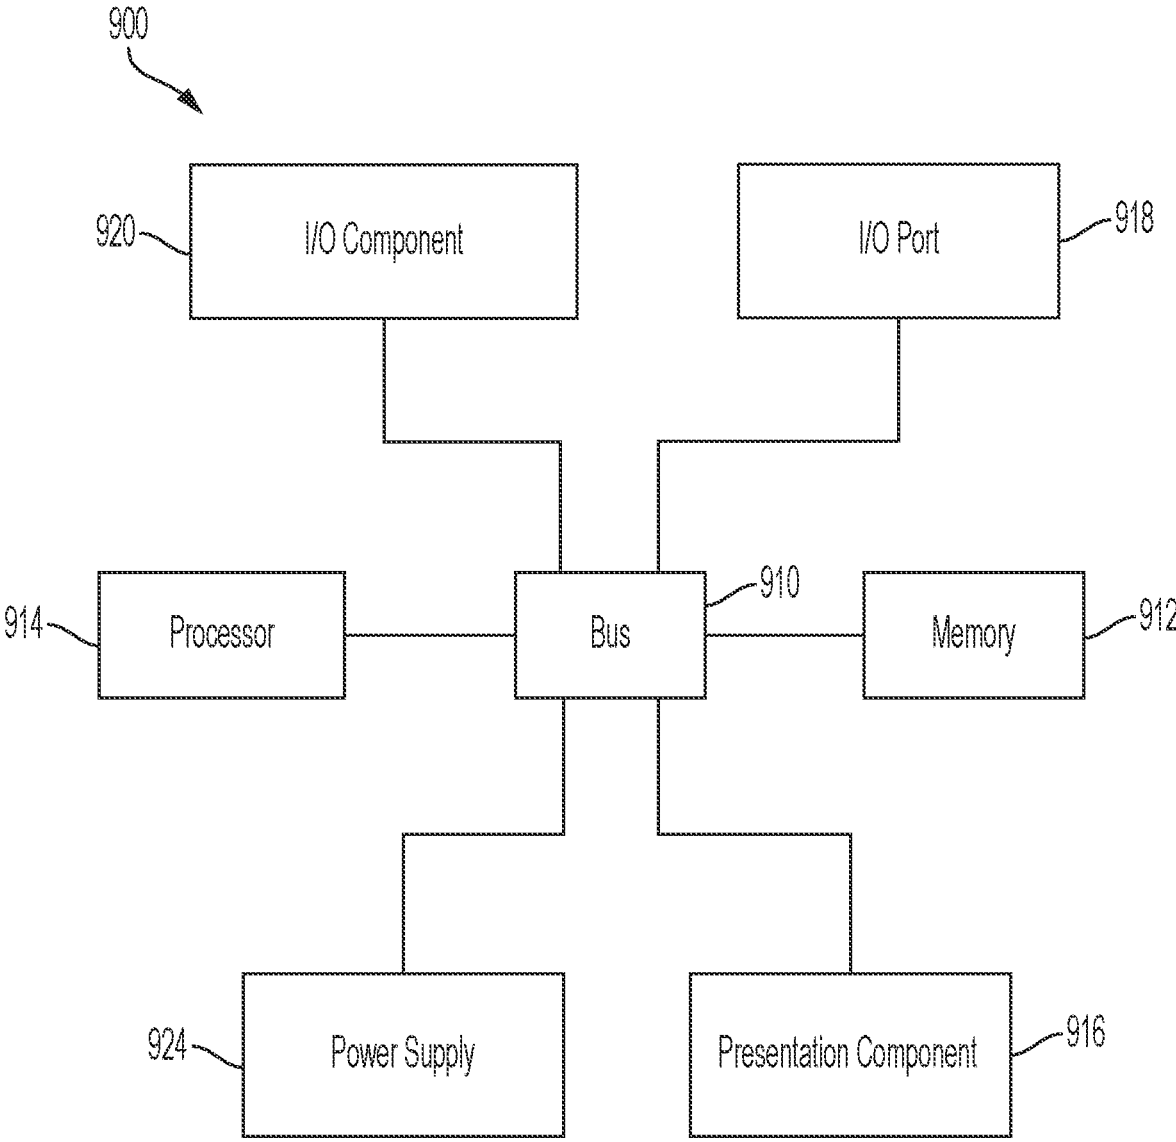 900
920
I/O Component
I/O Port
918
914
Processor
Bus
910
Memory
912
924
Power Supply
Presentation Component
916